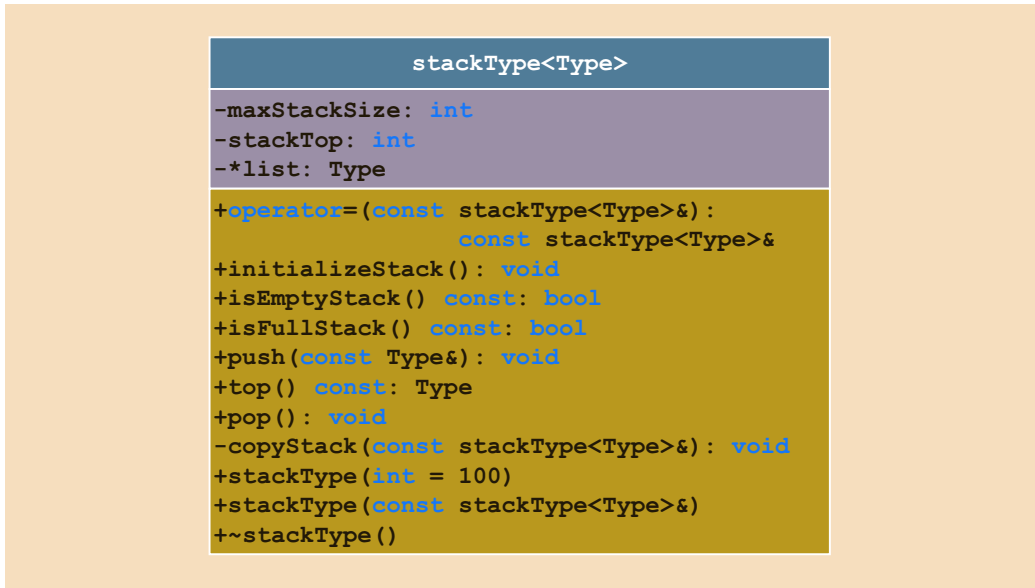 stackType<Type>
-maxStackSize: int
-stackTop: int
-*list: Type
+operator=(const stackType<Type>&):
const stackType<Type>&
+initializeStack(): void
+isEmptyStack() const: bool
+isFullStack() const: bool
+push(const Type&): void
+top() const: Type
+pop(): void
-copyStack(const stackType<Type>&): void
+stackType(int = 100)
+stackType(const stackType<Type>&)
+~stackType()